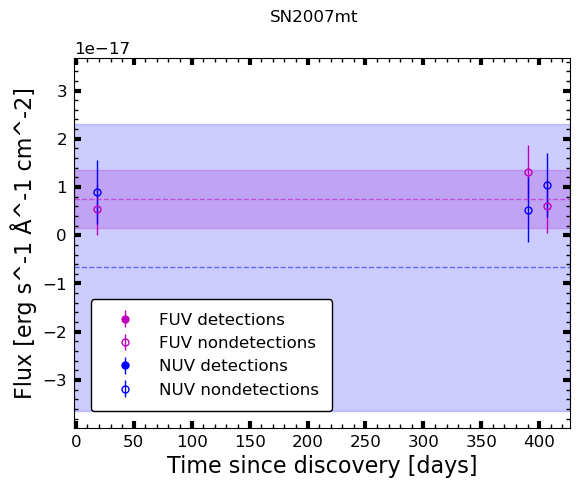 SN2007mt
1e−17
3
2
1
0
−1
−2
−3
Flux [erg s^-1 Å^-1 cm^-2]
FUV detections
FUV nondetections
NUV detections
NUV nondetections
0 50 100 150 200 250 300 350 400
Time since discovery [days]